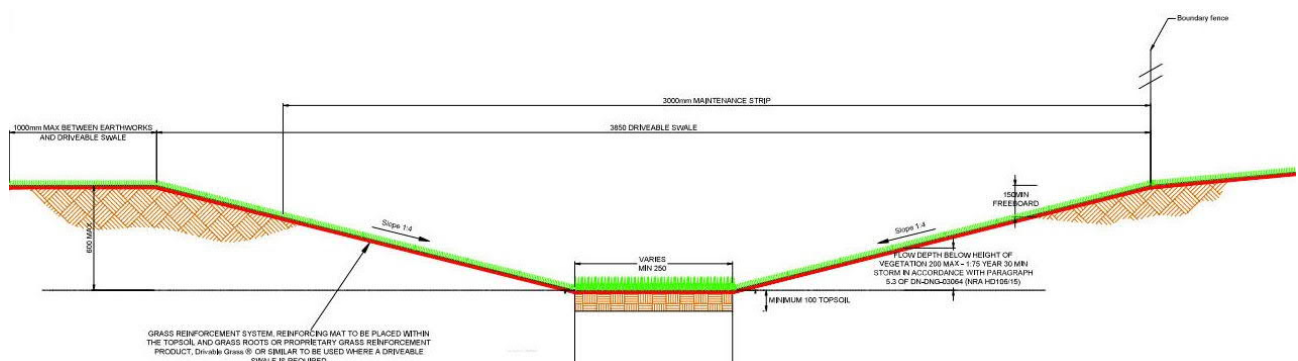 Boundary fence
3000mm MAINTENANCE STRIP
1000mm MAX BETWEEN EARTHWORKS
AND DRIVEABLE SWALE
3850 DRIVEABLE SWALE
600 MAX
Slope 1:4
Slope 1:4
150MIN
FREEBOARD
VARIES
MIN 250
FLOW DEPTH BELOW HEIGHT OF
VEGETATION 200 MAX - 1:75 YEAR 30 MIN
STORM IN ACCORDANCE WITH PARAGRAPH
5.3 OF DN-DNG-03064 (NRA HD106/15)
MINIMUM 100 TOPSOIL
GRASS REINFORCEMENT SYSTEM, REINFORCING MAT TO BE PLACED WITHIN
THE TOPSOIL AND GRASS ROOTS OR PROPRIETARY GRASS REINFORCEMENT
PRODUCT, Drivable Grass ® OR SIMILAR TO BE USED WHERE A DRIVEABLE
SWALE IS REQUIRED